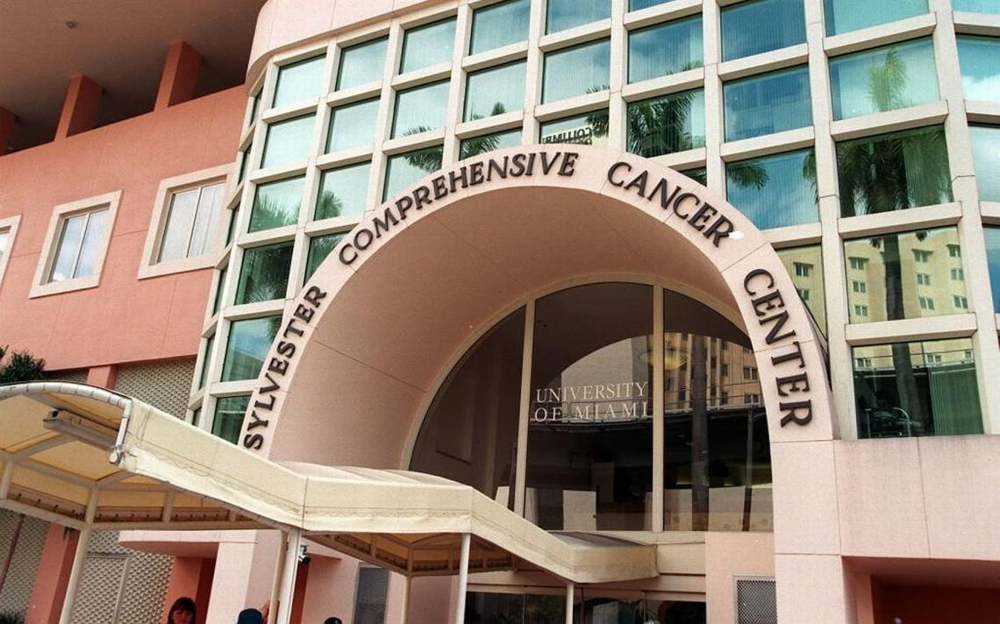 SYLVESTER COMPREHENSIVE CANCER CENTER
UNIVERSITY
OF MIAMI